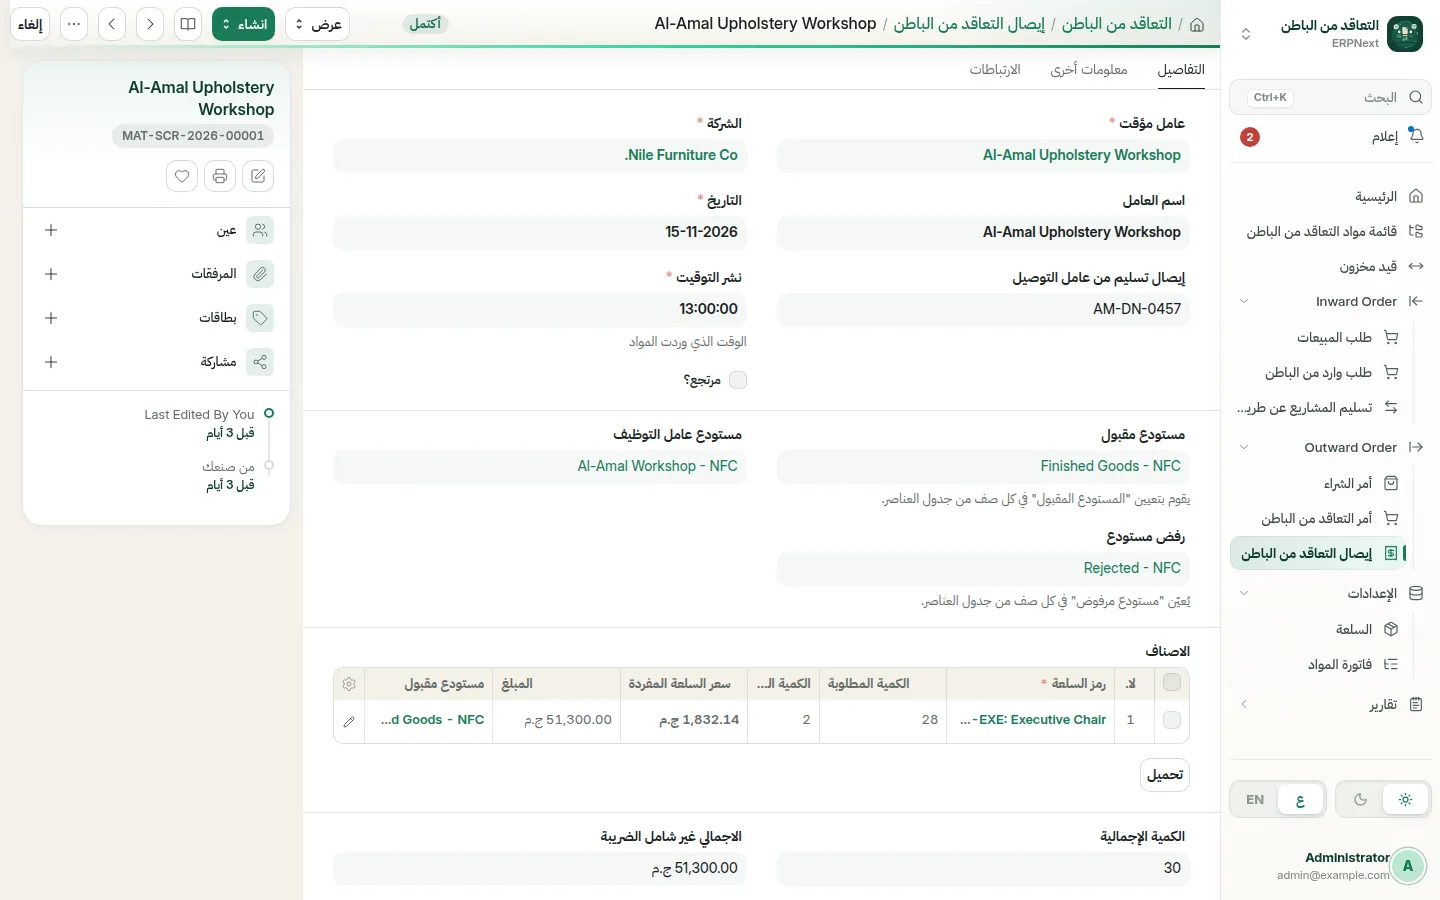 التعاقد من الباطن
ERPNext
البحث
Ctrl+K
إعلام
2
الرئيسية
قائمة مواد التعاقد من الباطن
قيد مخزون
Inward Order
طلب المبيعات
طلب وارد من الباطن
تسليم المشاريع عن طريـ...
Outward Order
أمر الشراء
أمر التعاقد من الباطن
إيصال التعاقد من الباطن
الإعدادات
السلعة
فاتورة المواد
تقارير
ع
EN
Administrator
admin@example.com
A
التعاقد من الباطن / إيصال التعاقد من الباطن / Al-Amal Upholstery Workshop
أكتمل
عرض
انشاء
إلغاء
التفاصيل
معلومات أخرى
الارتباطات
عامل مؤقت *
Al-Amal Upholstery Workshop
الشركة *
Nile Furniture Co.
اسم العامل
Al-Amal Upholstery Workshop
التاريخ *
15-11-2026
إيصال تسليم من عامل التوصيل
AM-DN-0457
نشر التوقيت *
13:00:00
الوقت الذي وردت المواد
مرتجع؟
مستودع مقبول
Finished Goods - NFC
يقوم بتعيين "المستودع المقبول" في كل صف من جدول العناصر.
مستودع عامل التوظيف
Al-Amal Workshop - NFC
رفض مستودع
Rejected - NFC
يُعيّن "مستودع مرفوض" في كل صف من جدول العناصر.
الاصناف
لا. رمز السلعة * الكمية المطلوبة الكمية الـ... سعر السلعة المفردة المبلغ مستودع مقبول
1 ...-EXE: Executive Chair 28 2 1,832.14 ج.م 51,300.00 ج.م ...d Goods - NFC
تحميل
الكمية الإجمالية
30
الاجمالي غير شامل الضريبة
51,300.00 ج.م
Al-Amal Upholstery
Workshop
MAT-SCR-2026-00001
عين
المرفقات
بطاقات
مشاركة
Last Edited By You
قبل 3 أيام
من صنعك
قبل 3 أيام